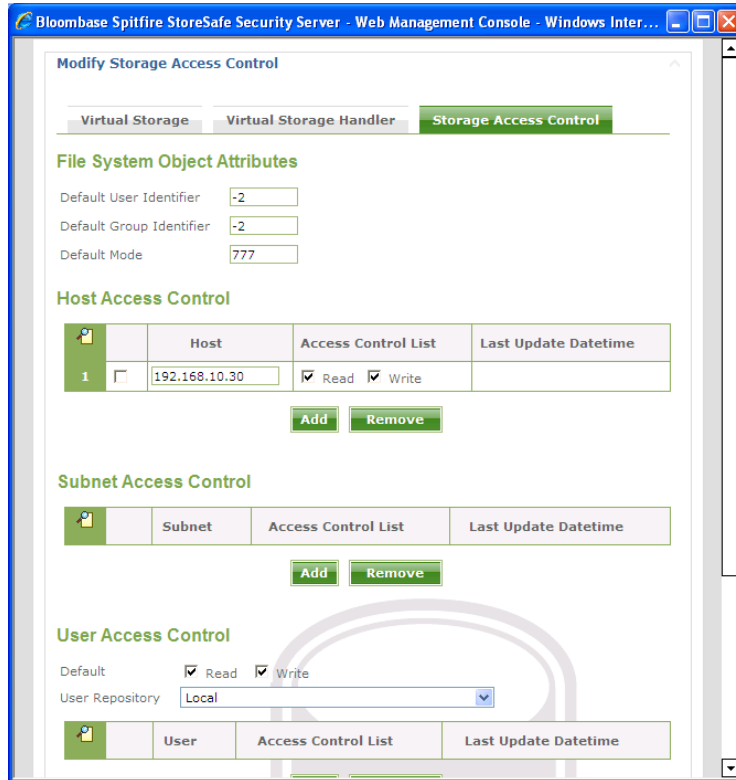 Bloombase Spitfire StoreSafe Security Server - Web Management Console - Windows Inter...
Modify Storage Access Control
Virtual Storage Virtual Storage Handler Storage Access Control
File System Object Attributes
Default User Identifier -2
Default Group Identifier -2
Default Mode 777
Host Access Control
Host Access Control List Last Update Datetime
1 192.168.10.30 Read Write
Add Remove
Subnet Access Control
Subnet Access Control List Last Update Datetime
Add Remove
User Access Control
Default Read Write
User Repository Local
User Access Control List Last Update Datetime